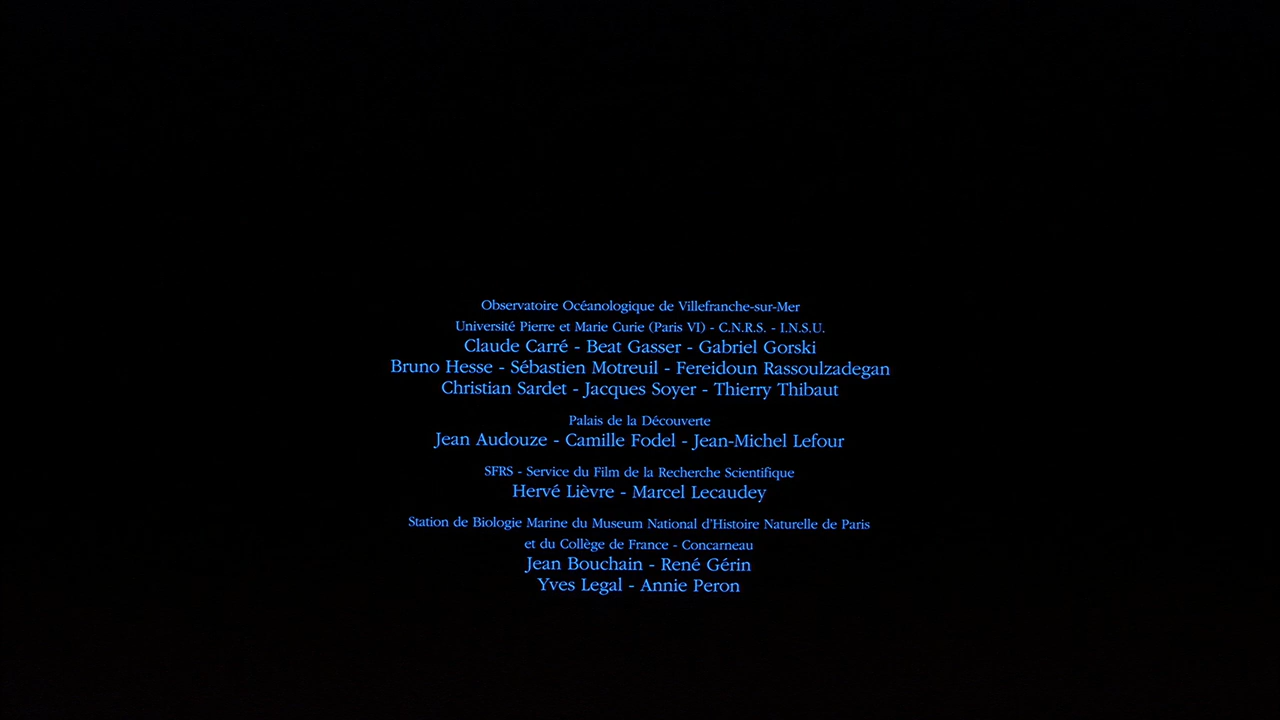 Observatoire Océanologique de Villefranche-sur-Mer
Université Pierre et Marie Curie (Paris VI) - C.N.R.S. - I.N.S.U.
Claude Carré - Beat Gasser - Gabriel Gorski
Bruno Hesse - Sébastien Motreuil - Fereidoun Rassoulzadegan
Christian Sardet - Jacques Soyer - Thierry Thibaut
Palais de la Découverte
Jean Audouze - Camille Fodel - Jean-Michel Lefour
SFRS - Service du Film de la Recherche Scientifique
Hervé Lièvre - Marcel Lecaudey
Station de Biologie Marine du Museum National d'Histoire Naturelle de Paris
et du Collège de France - Concarneau
Jean Bouchain - René Gérin
Yves Legal - Annie Peron